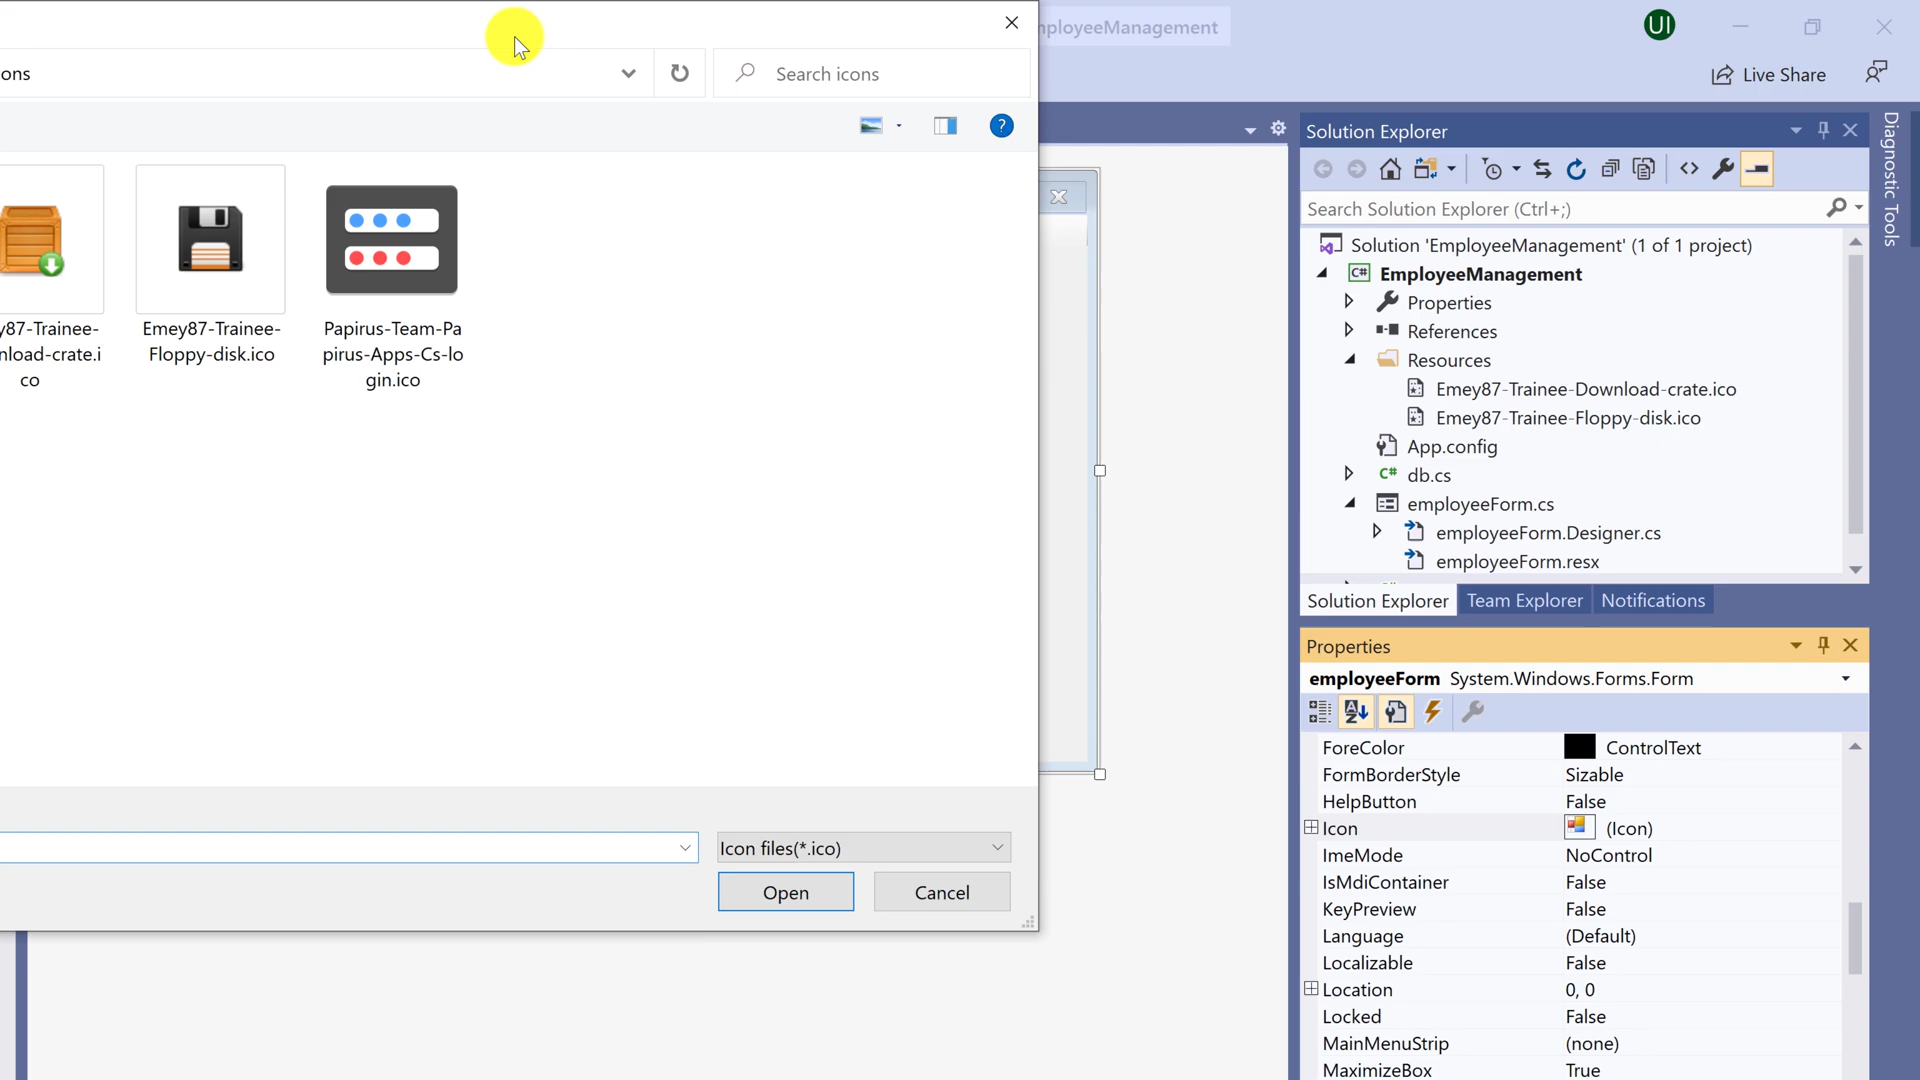 mployeeManagement
UI
ons
Search icons
Live Share
?
y87-Trainee-
nload-crate.i
co
Emey87-Trainee-
Floppy-disk.ico
Papirus-Team-Pa
pirus-Apps-Cs-lo
gin.ico
Icon files(*.ico)
Open
Cancel
Solution Explorer
Search Solution Explorer (Ctrl+;)
Solution 'EmployeeManagement' (1 of 1 project)
C# EmployeeManagement
Properties
References
Resources
Emey87-Trainee-Download-crate.ico
Emey87-Trainee-Floppy-disk.ico
App.config
C# db.cs
employeeForm.cs
employeeForm.Designer.cs
employeeForm.resx
Solution Explorer Team Explorer Notifications
Diagnostic Tools
Properties
employeeForm System.Windows.Forms.Form
ForeColor ControlText
FormBorderStyle Sizable
HelpButton False
Icon (Icon)
ImeMode NoControl
IsMdiContainer False
KeyPreview False
Language (Default)
Localizable False
Location 0, 0
Locked False
MainMenuStrip (none)
MaximizeBox True